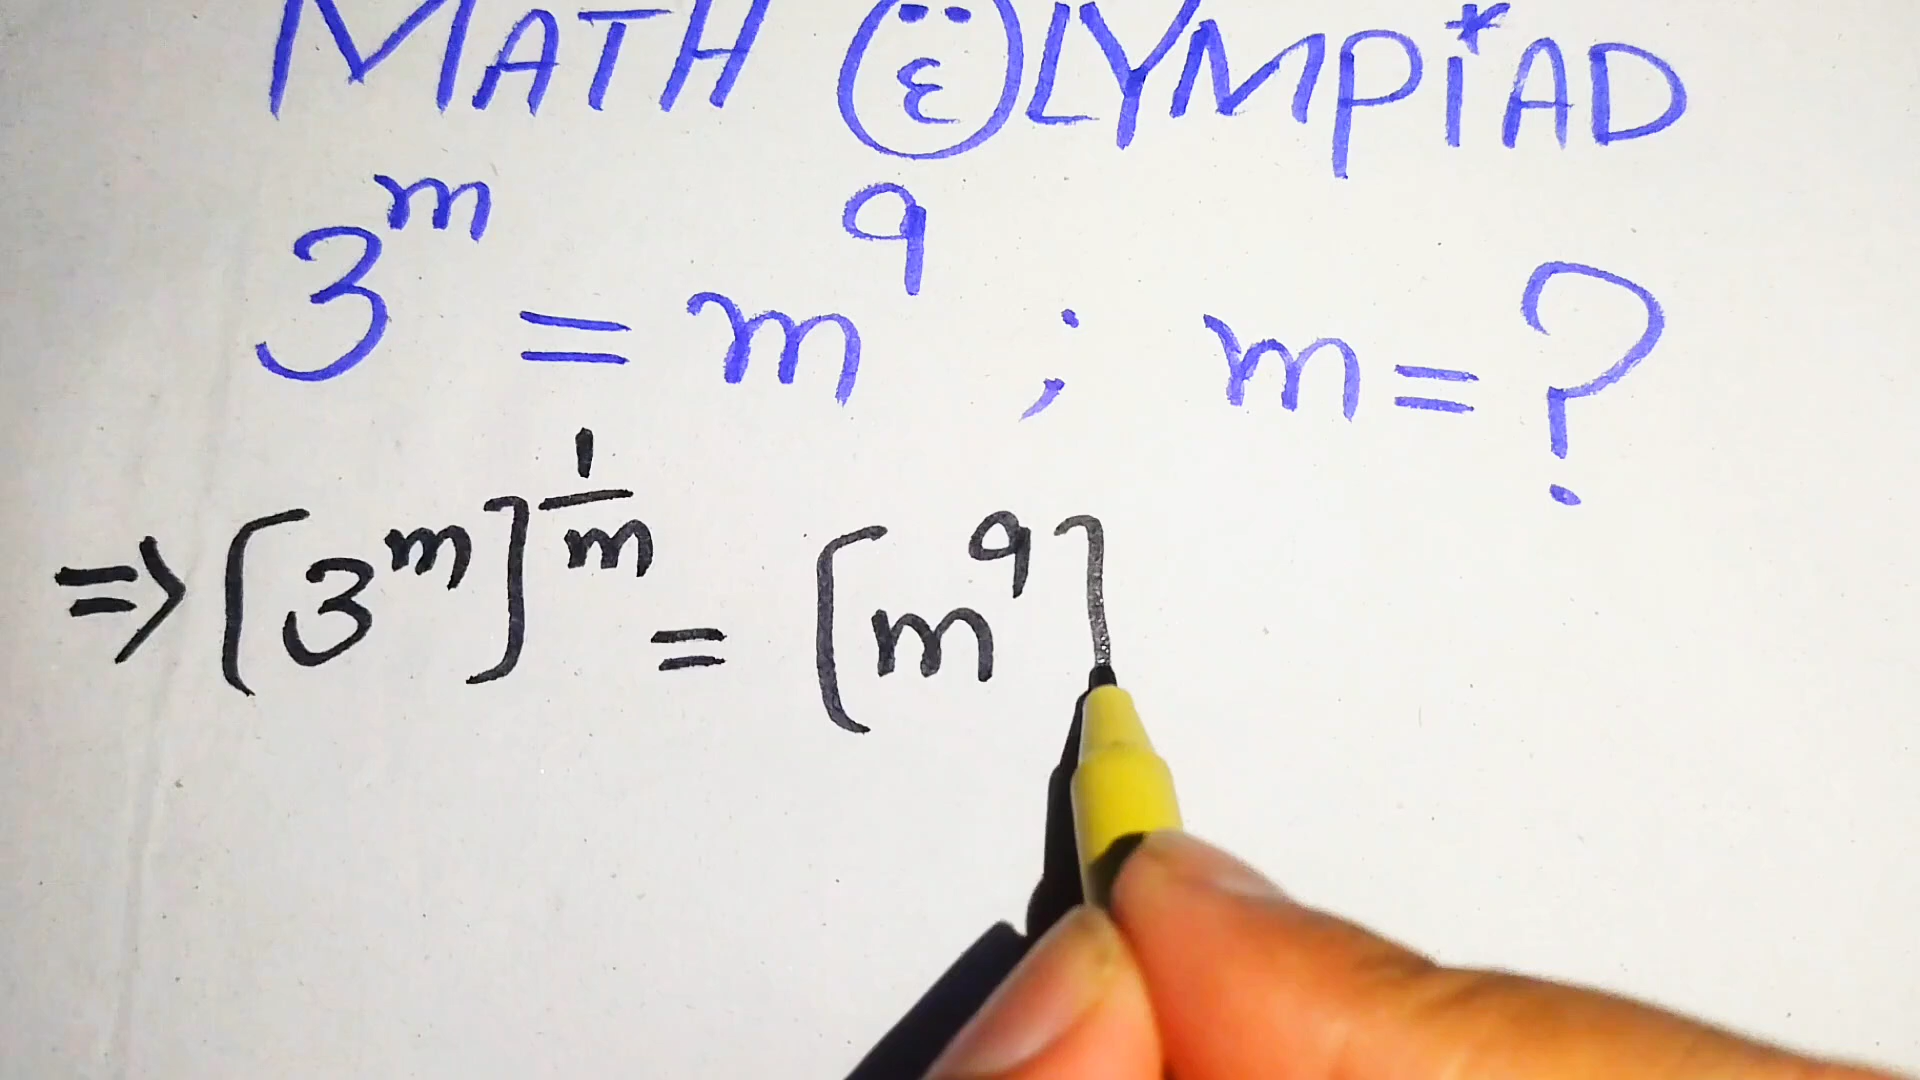 MATH OLYMPiAD
3^m = m^9 ; m = ?
⇒ [3^m]^(1/m) = [m^9]